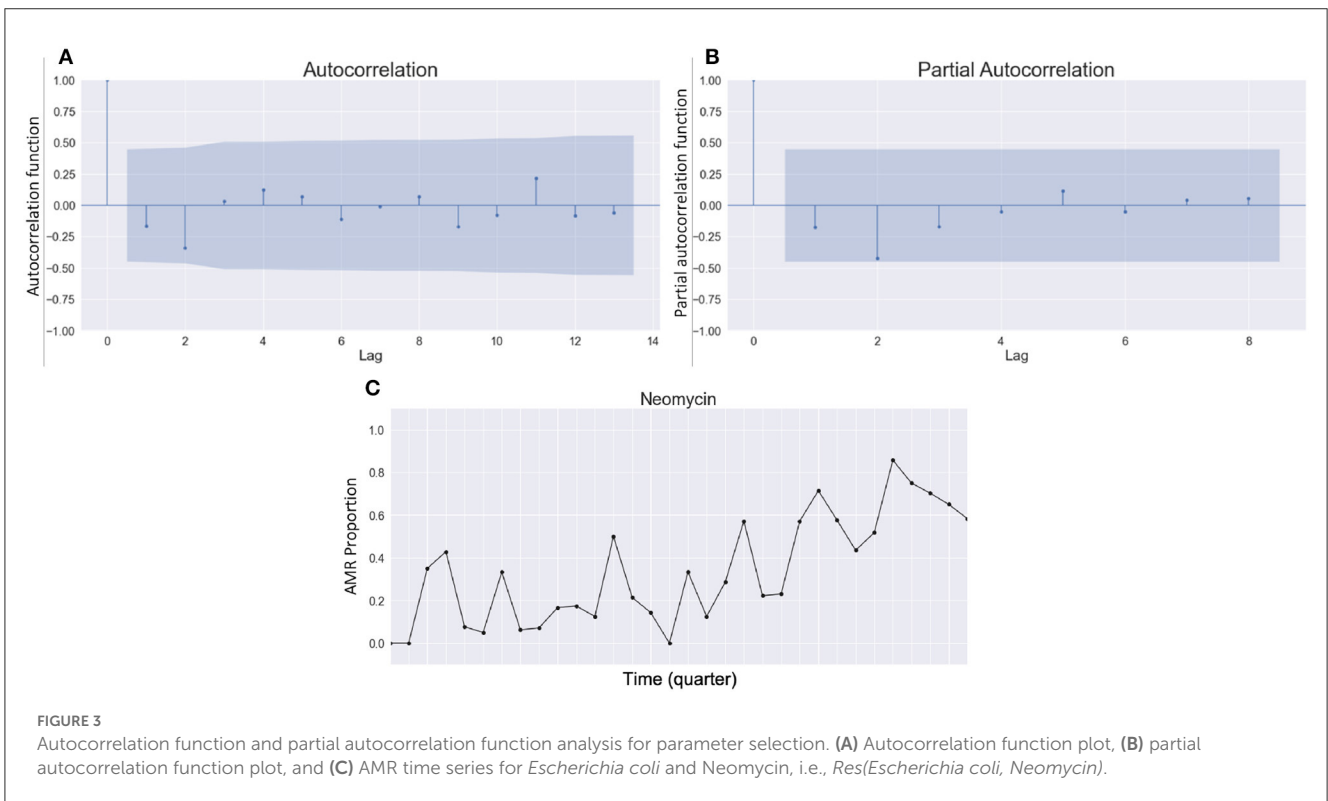 A
Autocorrelation
1.00
0.75
0.50
0.25
0.00
−0.25
−0.50
−0.75
−1.00
Autocorrelation function
0 2 4 6 8 10 12 14
Lag
B
Partial Autocorrelation
1.00
0.75
0.50
0.25
0.00
−0.25
−0.50
−0.75
−1.00
Partial autocorrelation function
0 2 4 6 8
Lag
C
Neomycin
1.0
0.8
0.6
0.4
0.2
0.0
AMR Proportion
Time (quarter)
FIGURE 3
Autocorrelation function and partial autocorrelation function analysis for parameter selection. (A) Autocorrelation function plot, (B) partial
autocorrelation function plot, and (C) AMR time series for Escherichia coli and Neomycin, i.e., Res(Escherichia coli, Neomycin).